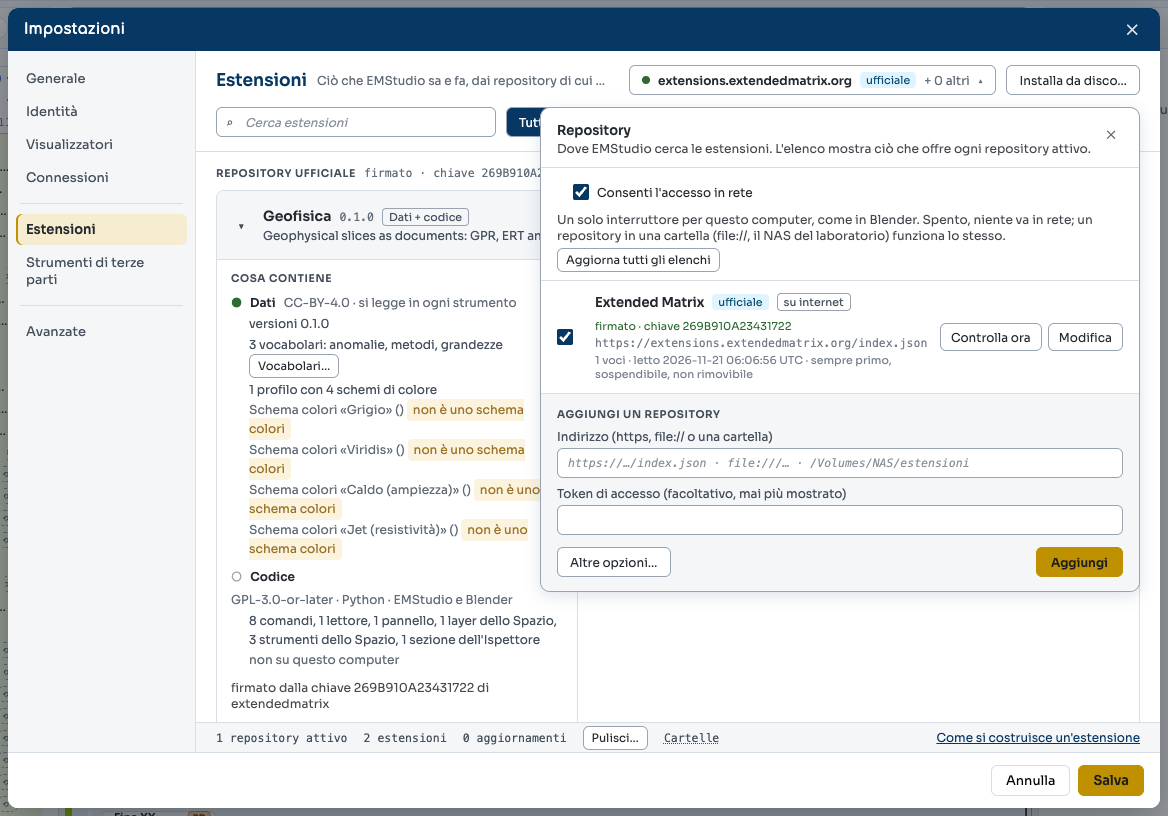 Impostazioni
Generale
Identità
Visualizzatori
Connessioni
Estensioni
Strumenti di terze
parti
Avanzate
Estensioni Ciò che EMStudio sa e fa, dai repository di cui ...
extensions.extendedmatrix.org ufficiale + 0 altri
Installa da disco...
Cerca estensioni
Tutt
REPOSITORY UFFICIALE firmato · chiave 269B910A2
Geofisica 0.1.0 Dati + codice
Geophysical slices as documents: GPR, ERT an
COSA CONTIENE
Dati CC-BY-4.0 · si legge in ogni strumento
versioni 0.1.0
3 vocabolari: anomalie, metodi, grandezze
Vocabolari...
1 profilo con 4 schemi di colore
Schema colori «Grigio» () non è uno schema
colori
Schema colori «Viridis» () non è uno schema
colori
Schema colori «Caldo (ampiezza)» () non è uno
schema colori
Schema colori «Jet (resistività)» () non è uno
schema colori
Codice
GPL-3.0-or-later · Python · EMStudio e Blender
8 comandi, 1 lettore, 1 pannello, 1 layer dello Spazio,
3 strumenti dello Spazio, 1 sezione dell'Ispettore
non su questo computer
firmato dalla chiave 269B910A23431722 di
extendedmatrix
Repository
Dove EMStudio cerca le estensioni. L'elenco mostra ciò che offre ogni repository attivo.
Consenti l'accesso in rete
Un solo interruttore per questo computer, come in Blender. Spento, niente va in rete; un
repository in una cartella (file://, il NAS del laboratorio) funziona lo stesso.
Aggiorna tutti gli elenchi
Extended Matrix ufficiale su internet
firmato · chiave 269B910A23431722
https://extensions.extendedmatrix.org/index.json
1 voci · letto 2026-11-21 06:06:56 UTC · sempre primo,
sospendibile, non rimovibile
Controlla ora
Modifica
AGGIUNGI UN REPOSITORY
Indirizzo (https, file:// o una cartella)
https://…/index.json · file:///… · /Volumes/NAS/estensioni
Token di accesso (facoltativo, mai più mostrato)
Altre opzioni...
Aggiungi
1 repository attivo 2 estensioni 0 aggiornamenti Pulisci... Cartelle
Come si costruisce un'estensione
Annulla
Salva